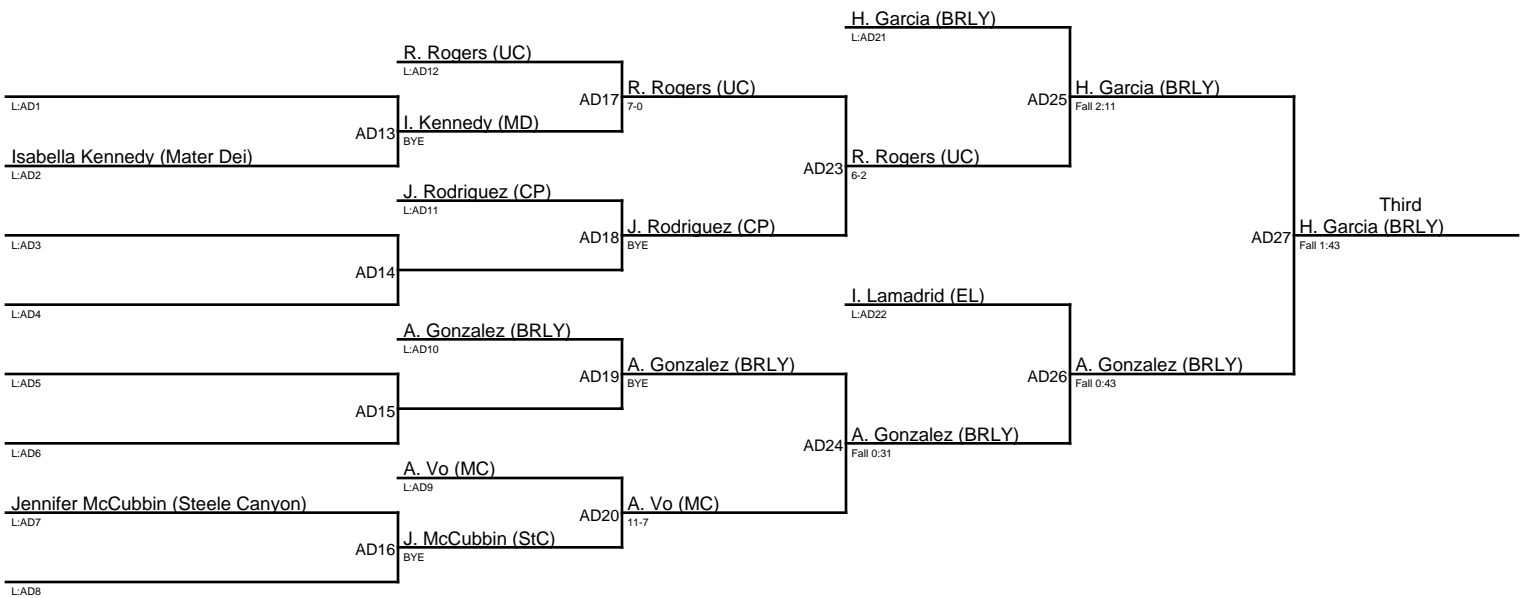 H. Garcia (BRLY)
L:AD21
R. Rogers (UC)
L:AD12
AD17
R. Rogers (UC)
7-0
AD25
H. Garcia (BRLY)
Fall 2:11
L:AD1
AD13
I. Kennedy (MD)
BYE
Isabella Kennedy (Mater Dei)
L:AD2
AD23
R. Rogers (UC)
6-2
J. Rodriguez (CP)
L:AD11
Third
AD18
J. Rodriguez (CP)
BYE
AD27
H. Garcia (BRLY)
Fall 1:43
L:AD3
AD14
L:AD4
I. Lamadrid (EL)
L:AD22
A. Gonzalez (BRLY)
L:AD10
AD19
A. Gonzalez (BRLY)
BYE
AD26
A. Gonzalez (BRLY)
Fall 0:43
L:AD5
AD15
L:AD6
AD24
A. Gonzalez (BRLY)
Fall 0:31
A. Vo (MC)
L:AD9
Jennifer McCubbin (Steele Canyon)
L:AD7
AD20
A. Vo (MC)
11-7
AD16
J. McCubbin (StC)
BYE
L:AD8